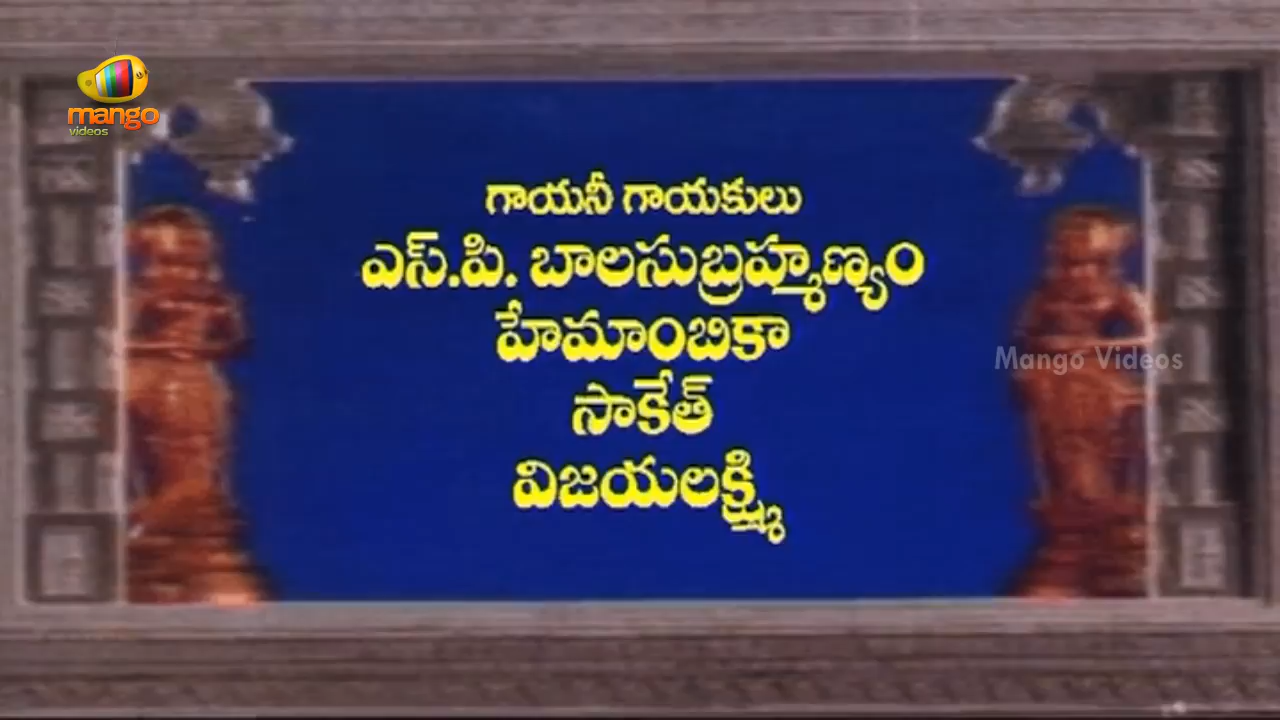 mango
videos
గాయనీ గాయకులు
ఎస్.పి. బాలసుబ్రహ్మణ్యం
హేమాంబికా
Mango Videos
సాకేత్
విజయలక్ష్మి